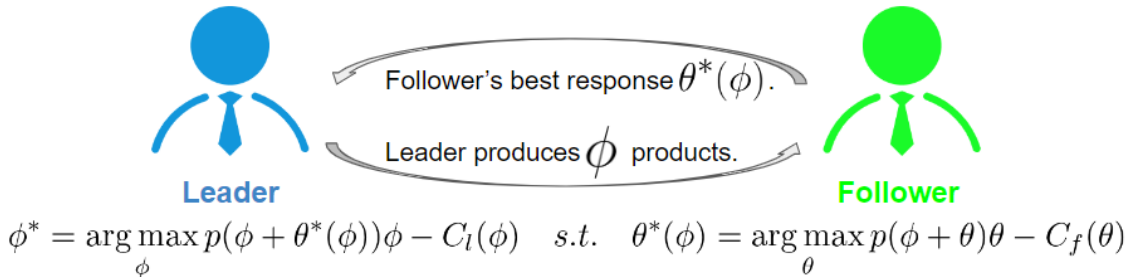 Follower's best response θ*(ϕ).
Leader produces ϕ products.
Leader
Follower
ϕ* = arg max_ϕ p(ϕ + θ*(ϕ))ϕ − C_l(ϕ) s.t. θ*(ϕ) = arg max_θ p(ϕ + θ)θ − C_f(θ)